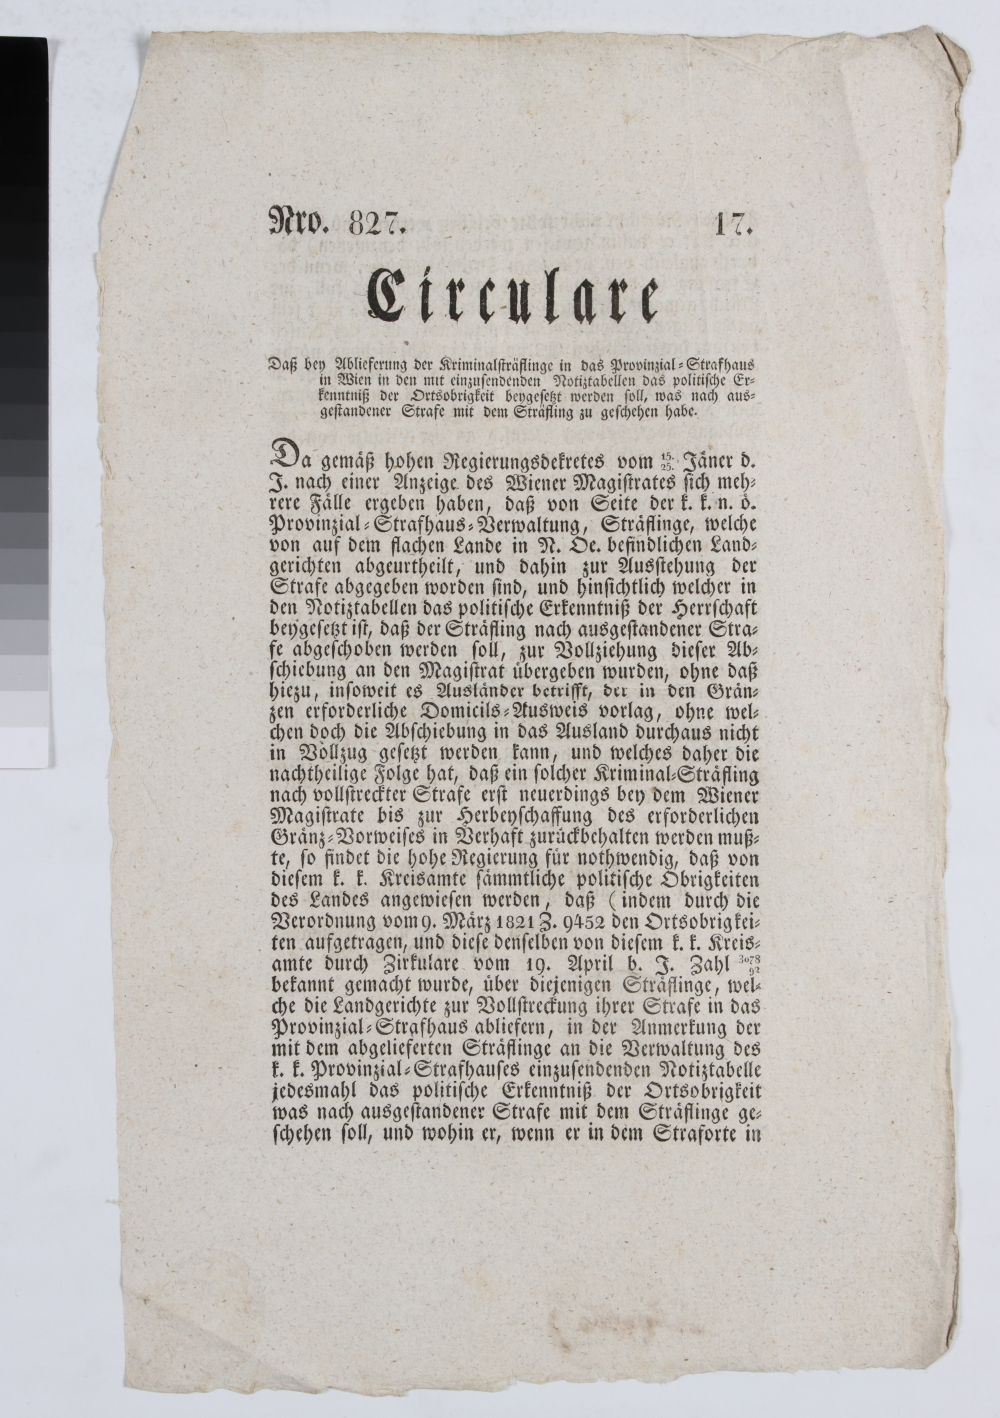 Nro. 827. 17.
Circulare
Daß bey Ablieferung der Kriminalsträflinge in das Provinzial-Strafhaus
in Wien in den mit einzusendenden Notiztabellen das politische Er-
kenntniß der Ortsobrigkeit beygesetzt werden soll, was nach aus-
gestandener Strafe mit dem Sträfling zu geschehen habe.
Da gemäß hohen Regierungsdekretes vom 15./25. Jäner d.
J. nach einer Anzeige des Wiener Magistrates sich meh-
rere Fälle ergeben haben, daß von Seite der k. k. n. ö.
Provinzial-Strafhaus-Verwaltung, Sträflinge, welche
von auf dem flachen Lande in N. Oe. befindlichen Land-
gerichten abgeurtheilt, und dahin zur Ausstehung der
Strafe abgegeben worden sind, und hinsichtlich welcher in
den Notiztabellen das politische Erkenntniß der Herrschaft
beygesetzt ist, daß der Sträfling nach ausgestandener Stra-
fe abgeschoben werden soll, zur Vollziehung dieser Ab-
schiebung an den Magistrat übergeben wurden, ohne daß
hiezu, insoweit es Ausländer betrifft, der in den Grän-
zen erforderliche Domicils-Ausweis vorlag, ohne wel-
chen doch die Abschiebung in das Ausland durchaus nicht
in Vollzug gesetzt werden kann, und welches daher die
nachtheilige Folge hat, daß ein solcher Kriminal-Sträfling
nach vollstreckter Strafe erst neuerdings bey dem Wiener
Magistrate bis zur Herbeyschaffung des erforderlichen
Gränz-Vorweises in Verhaft zurückbehalten werden muß-
te, so findet die hohe Regierung für nothwendig, daß von
diesem k. k. Kreisamte sämmtliche politische Obrigkeiten
des Landes angewiesen werden, daß (indem durch die
Verordnung vom 9. März 1821 Z. 9452 den Ortsobrigkei-
ten aufgetragen, und diese denselben von diesem k. k. Kreis-
amte durch Zirkulare vom 19. April b. J. Zahl 3078/92
bekannt gemacht wurde, über diejenigen Sträflinge, wel-
che die Landgerichte zur Vollstreckung ihrer Strafe in das
Provinzial-Strafhaus abliefern, in der Anmerkung der
mit dem abgelieferten Sträflinge an die Verwaltung des
k. k. Provinzial-Strafhauses einzusendenden Notiztabelle
jedesmahl das politische Erkenntniß der Ortsobrigkeit
was nach ausgestandener Strafe mit dem Sträflinge ge-
schehen soll, und wohin er, wenn er in dem Straforte in